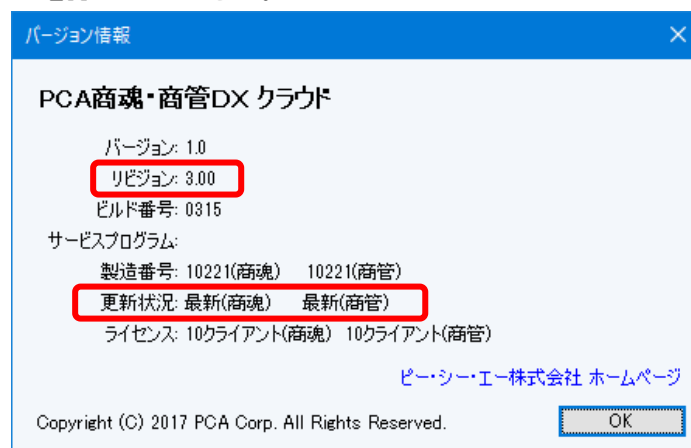 バージョン情報
PCA商魂・商管DX クラウド
バージョン: 1.0
リビジョン: 3.00
ビルド番号: 0315
サービスプログラム:
製造番号: 10221(商魂) 10221(商管)
更新状況: 最新(商魂) 最新(商管)
ライセンス: 10クライアント(商魂) 10クライアント(商管)
ピー・シー・エー株式会社 ホームページ
Copyright (C) 2017 PCA Corp. All Rights Reserved.
OK